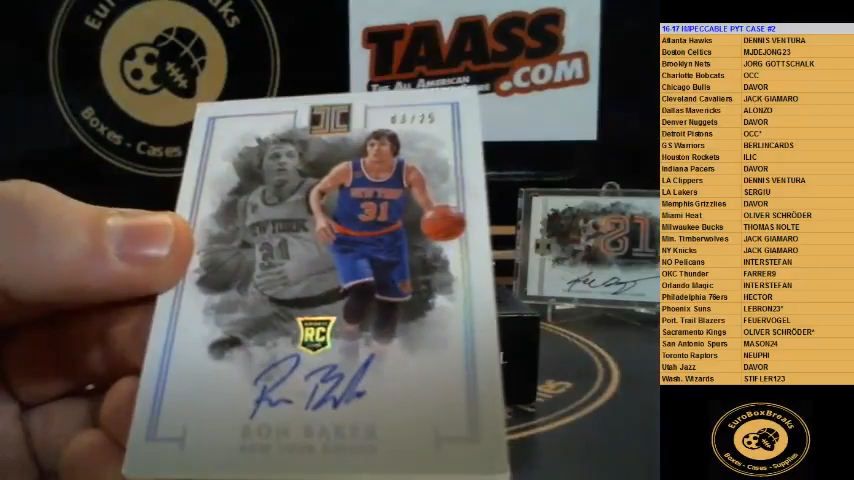 EuroBoxBreaks
Boxes - Cases -
TAASS
THE ALL AMERICAN
.COM
NEW YORK
31
NEW YORK
31
RC
RON BAKER
NEW YORK KNICKS
81
16-17 IMPECCABLE PYT CASE #2
Atlanta Hawks DENNIS VENTURA
Boston Celtics MJDEJONG23
Brooklyn Nets JORG GOTTSCHALK
Charlotte Bobcats OCC
Chicago Bulls DAVOR
Cleveland Cavaliers JACK GIAMARO
Dallas Mavericks ALONZO
Denver Nuggets DAVOR
Detroit Pistons OCC*
GS Warriors BERLINCARDS
Houston Rockets ILIC
Indiana Pacers DAVOR
LA Clippers DENNIS VENTURA
LA Lakers SERGIU
Memphis Grizzlies DAVOR
Miami Heat OLIVER SCHRÖDER
Milwaukee Bucks THOMAS NOLTE
Min. Timberwolves JACK GIAMARO
NY Knicks JACK GIAMARO
NO Pelicans INTERSTEFAN
OKC Thunder FARRER9
Orlando Magic INTERSTEFAN
Philadelphia 76ers HECTOR
Phoenix Suns LEBRON23*
Port. Trail Blazers FEUERVOGEL
Sacramento Kings OLIVER SCHRÖDER*
San Antonio Spurs MASON24
Toronto Raptors NEUPHI
Utah Jazz DAVOR
Wash. Wizards STIFLER123
EuroBoxBreaks
Boxes - Cases - Supplies